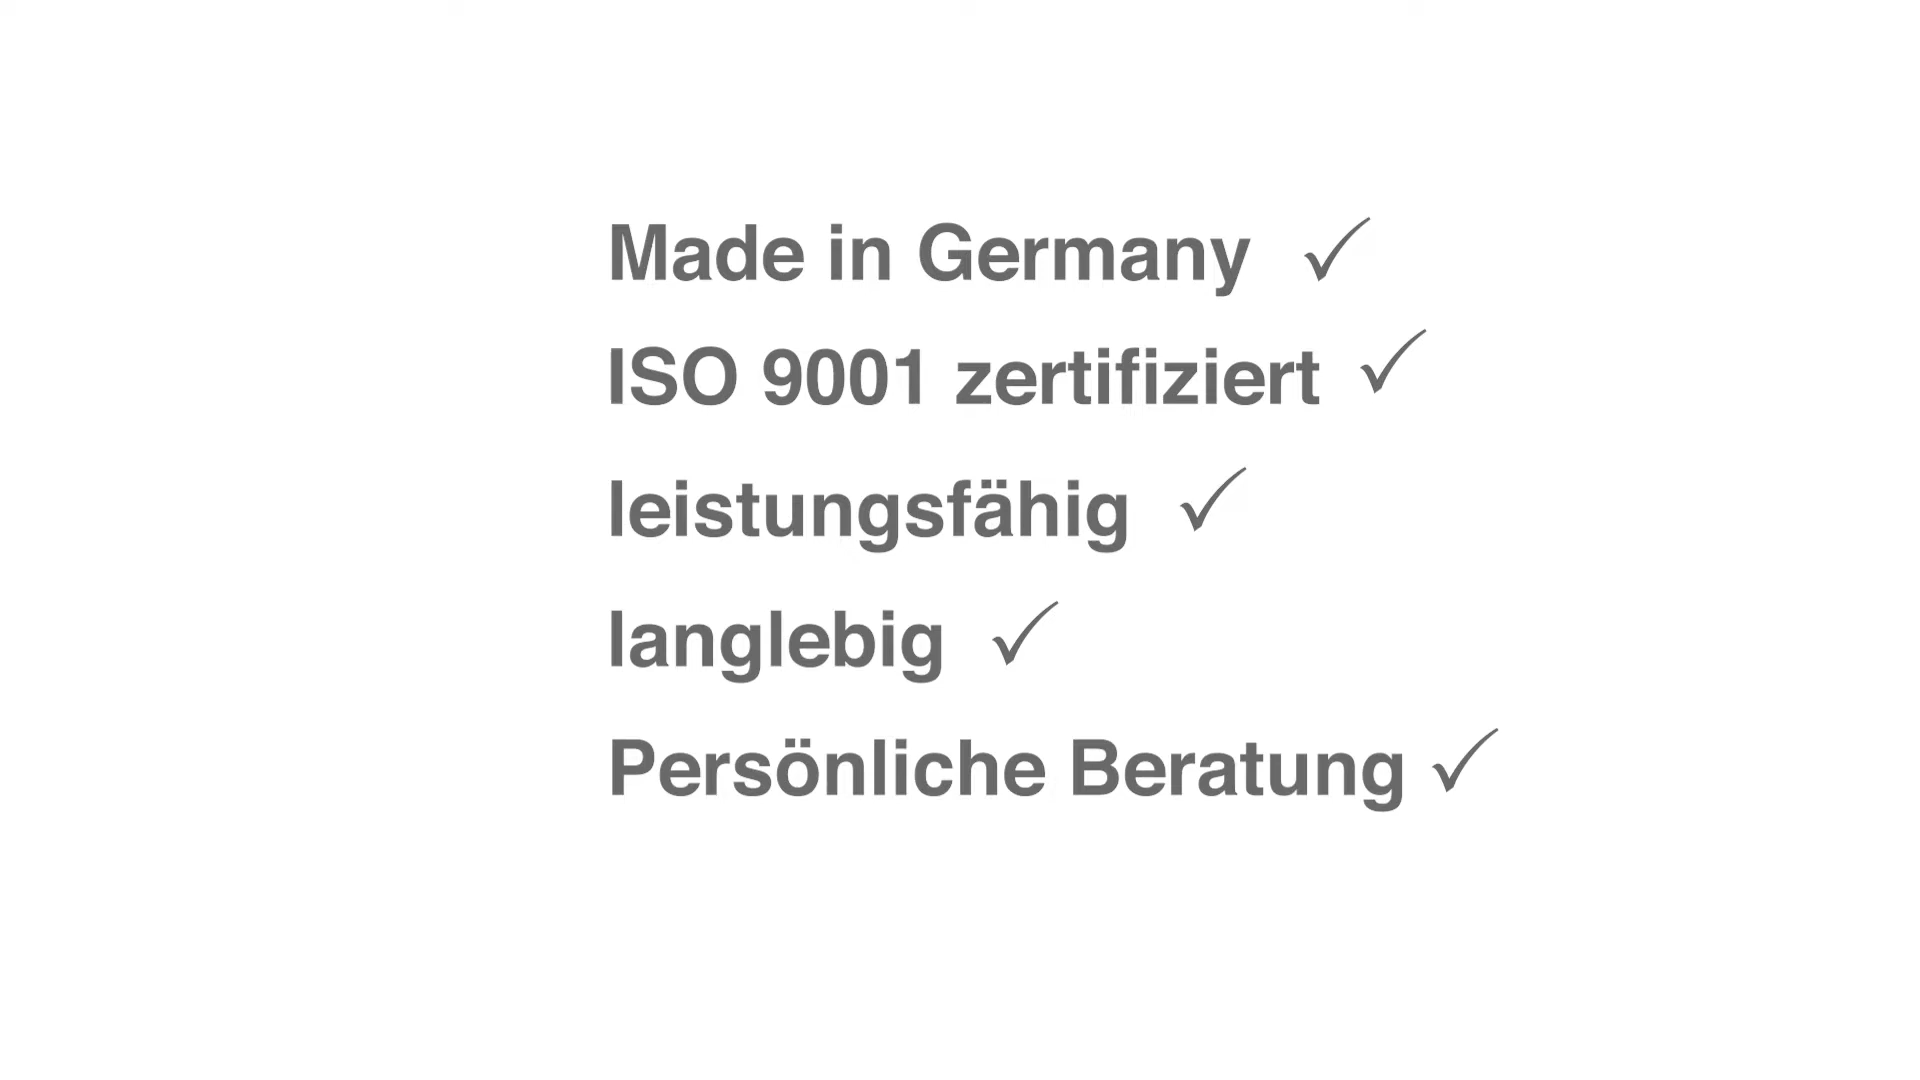 Made in Germany ✓
ISO 9001 zertifiziert ✓
leistungsfähig ✓
langlebig ✓
Persönliche Beratung ✓